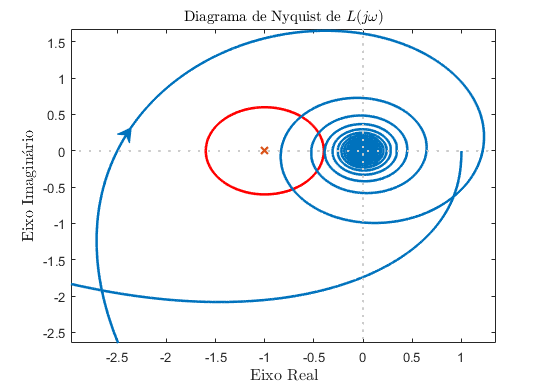 Diagrama de Nyquist de L(jω)
Eixo Imaginário
1.5
1
0.5
0
-0.5
-1
-1.5
-2
-2.5
-2.5 -2 -1.5 -1 -0.5 0 0.5 1
Eixo Real